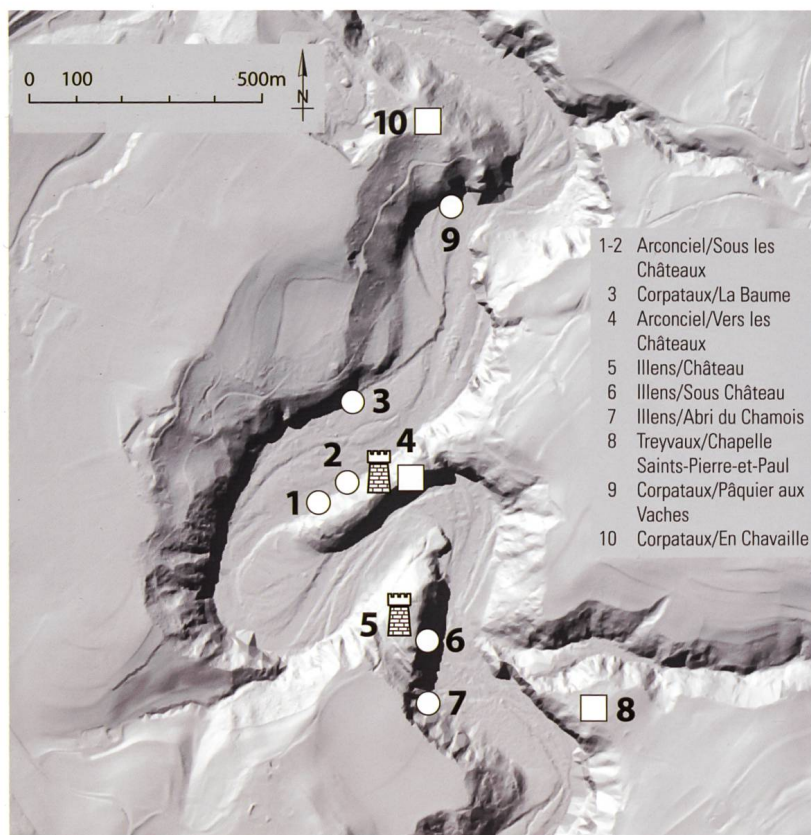 0 100 500m
N
10
9
3
2
4
1
5
6
7
8
1-2 Arconciel/Sous les
Châteaux
3 Corpataux/La Baume
4 Arconciel/Vers les
Châteaux
5 Illens/Château
6 Illens/Sous Château
7 Illens/Abri du Chamois
8 Treyvaux/Chapelle
Saints-Pierre-et-Paul
9 Corpataux/Pâquier aux
Vaches
10 Corpataux/En Chavaille